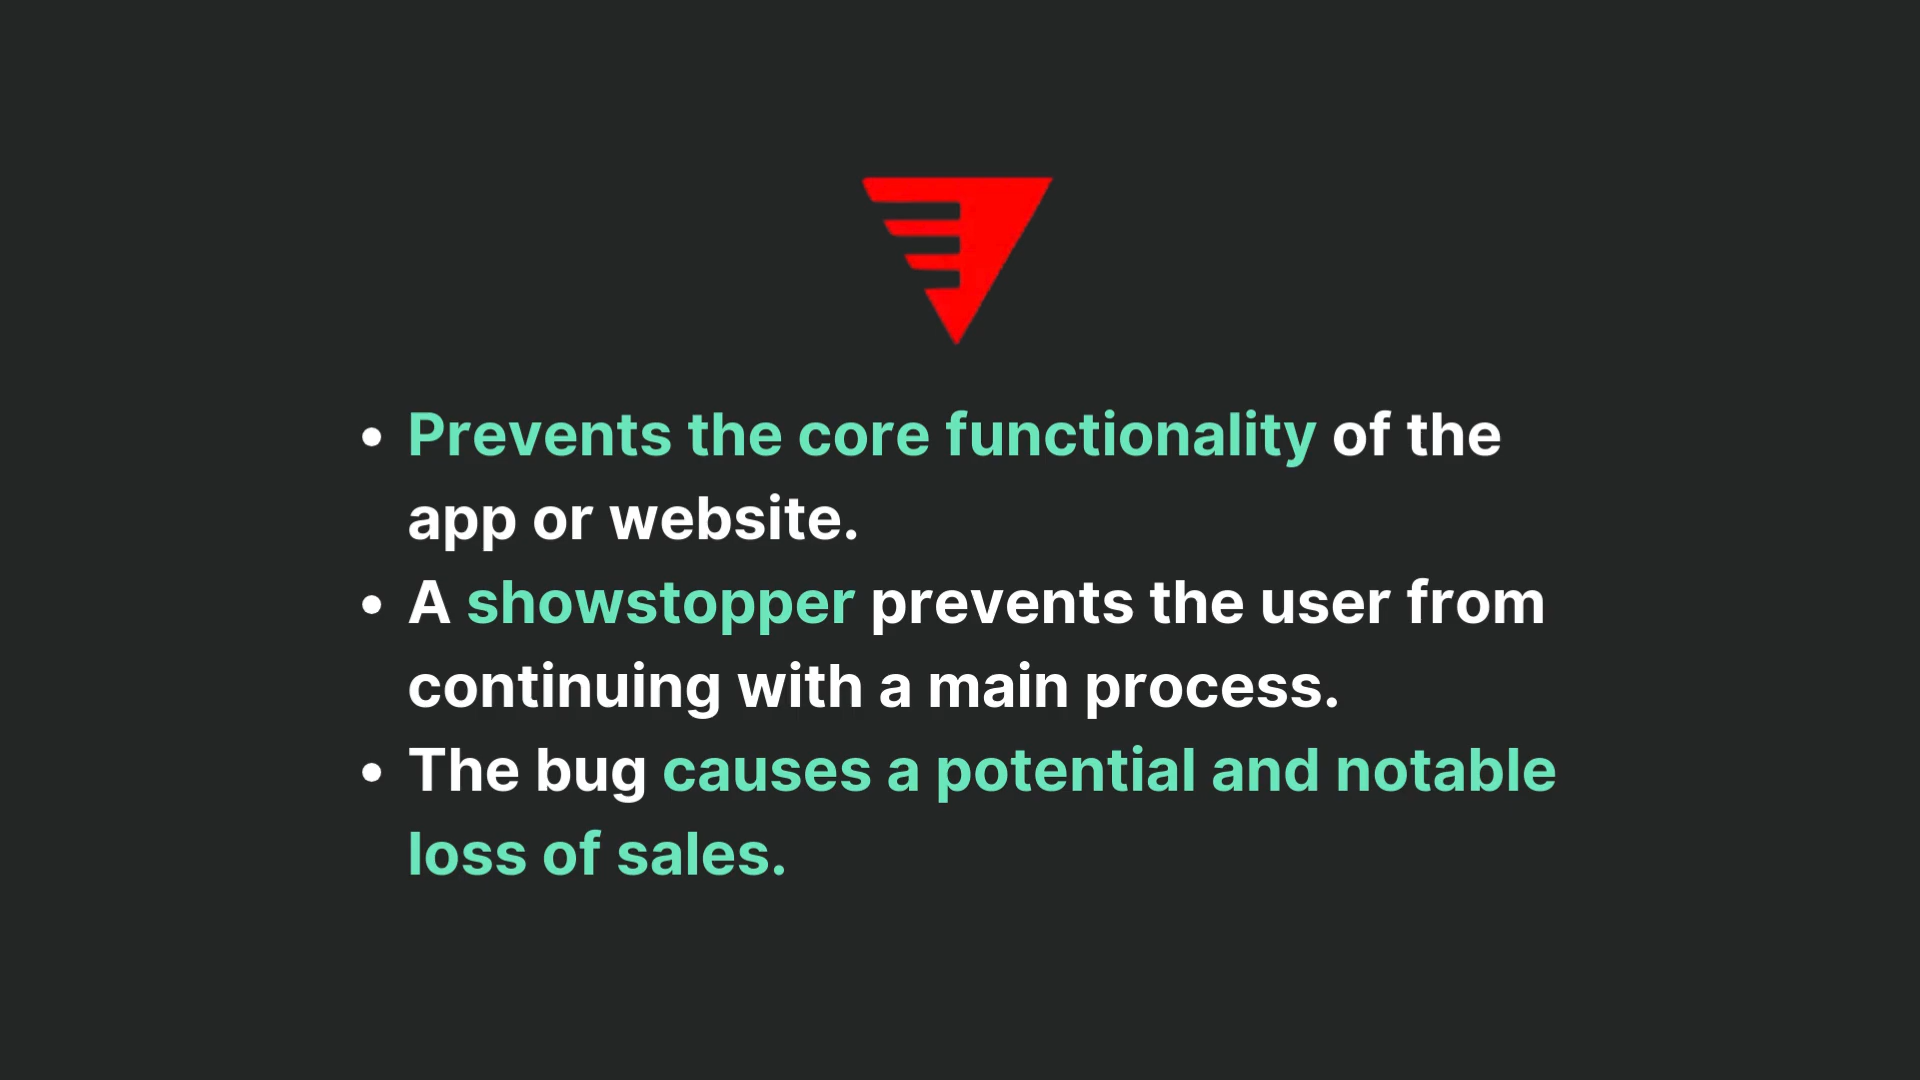 • Prevents the core functionality of the
app or website.
• A showstopper prevents the user from
continuing with a main process.
• The bug causes a potential and notable
loss of sales.